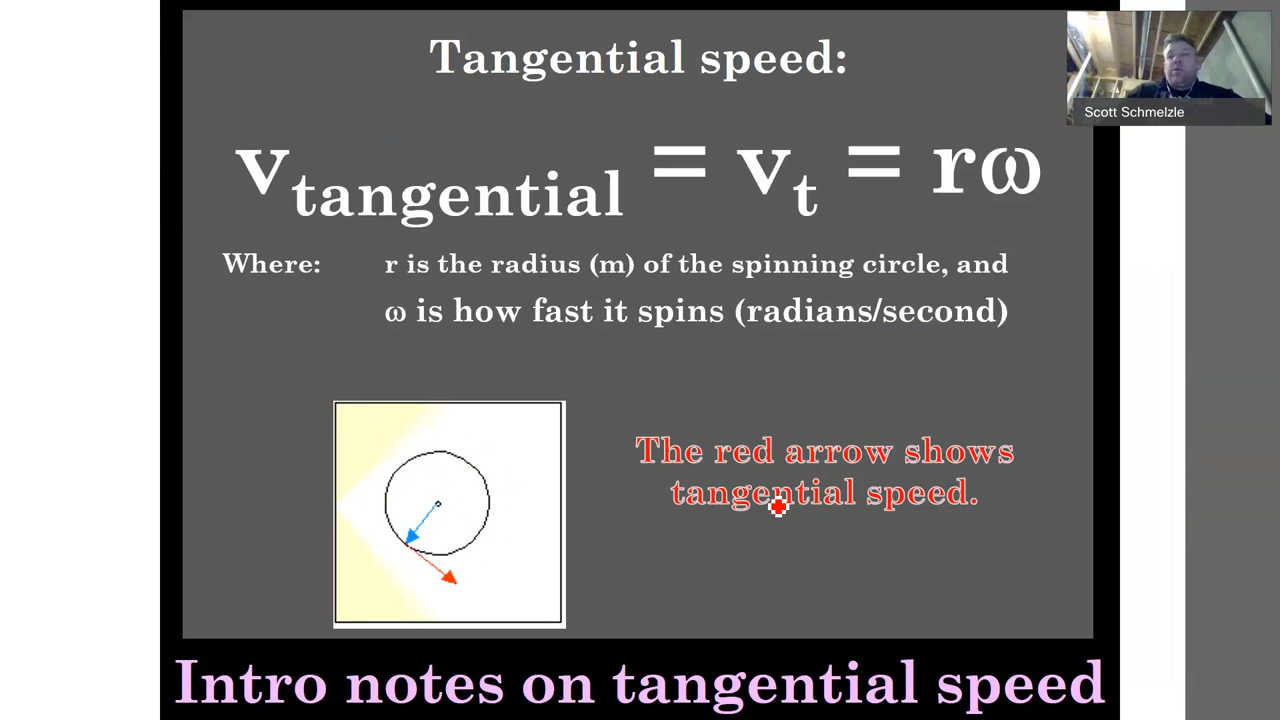 Tangential speed:
Scott Schmelzle
vtangential = vt = rω
Where: r is the radius (m) of the spinning circle, and
ω is how fast it spins (radians/second)
The red arrow shows
tangential speed.
Intro notes on tangential speed